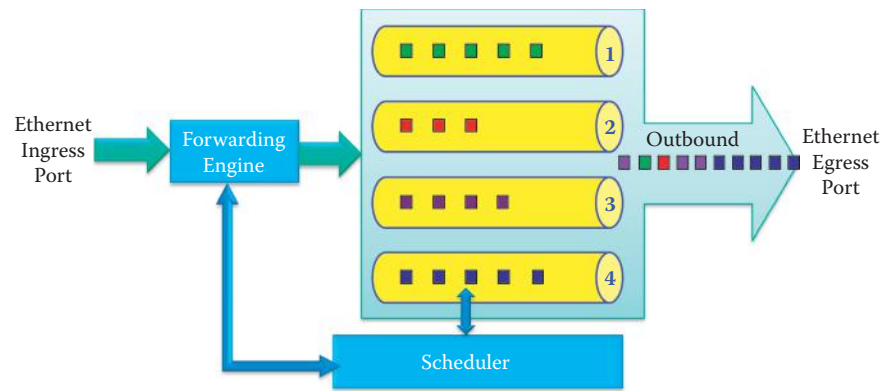 Ethernet
Ingress
Port
Forwarding
Engine
1
2
3
4
Outbound
Ethernet
Egress
Port
Scheduler